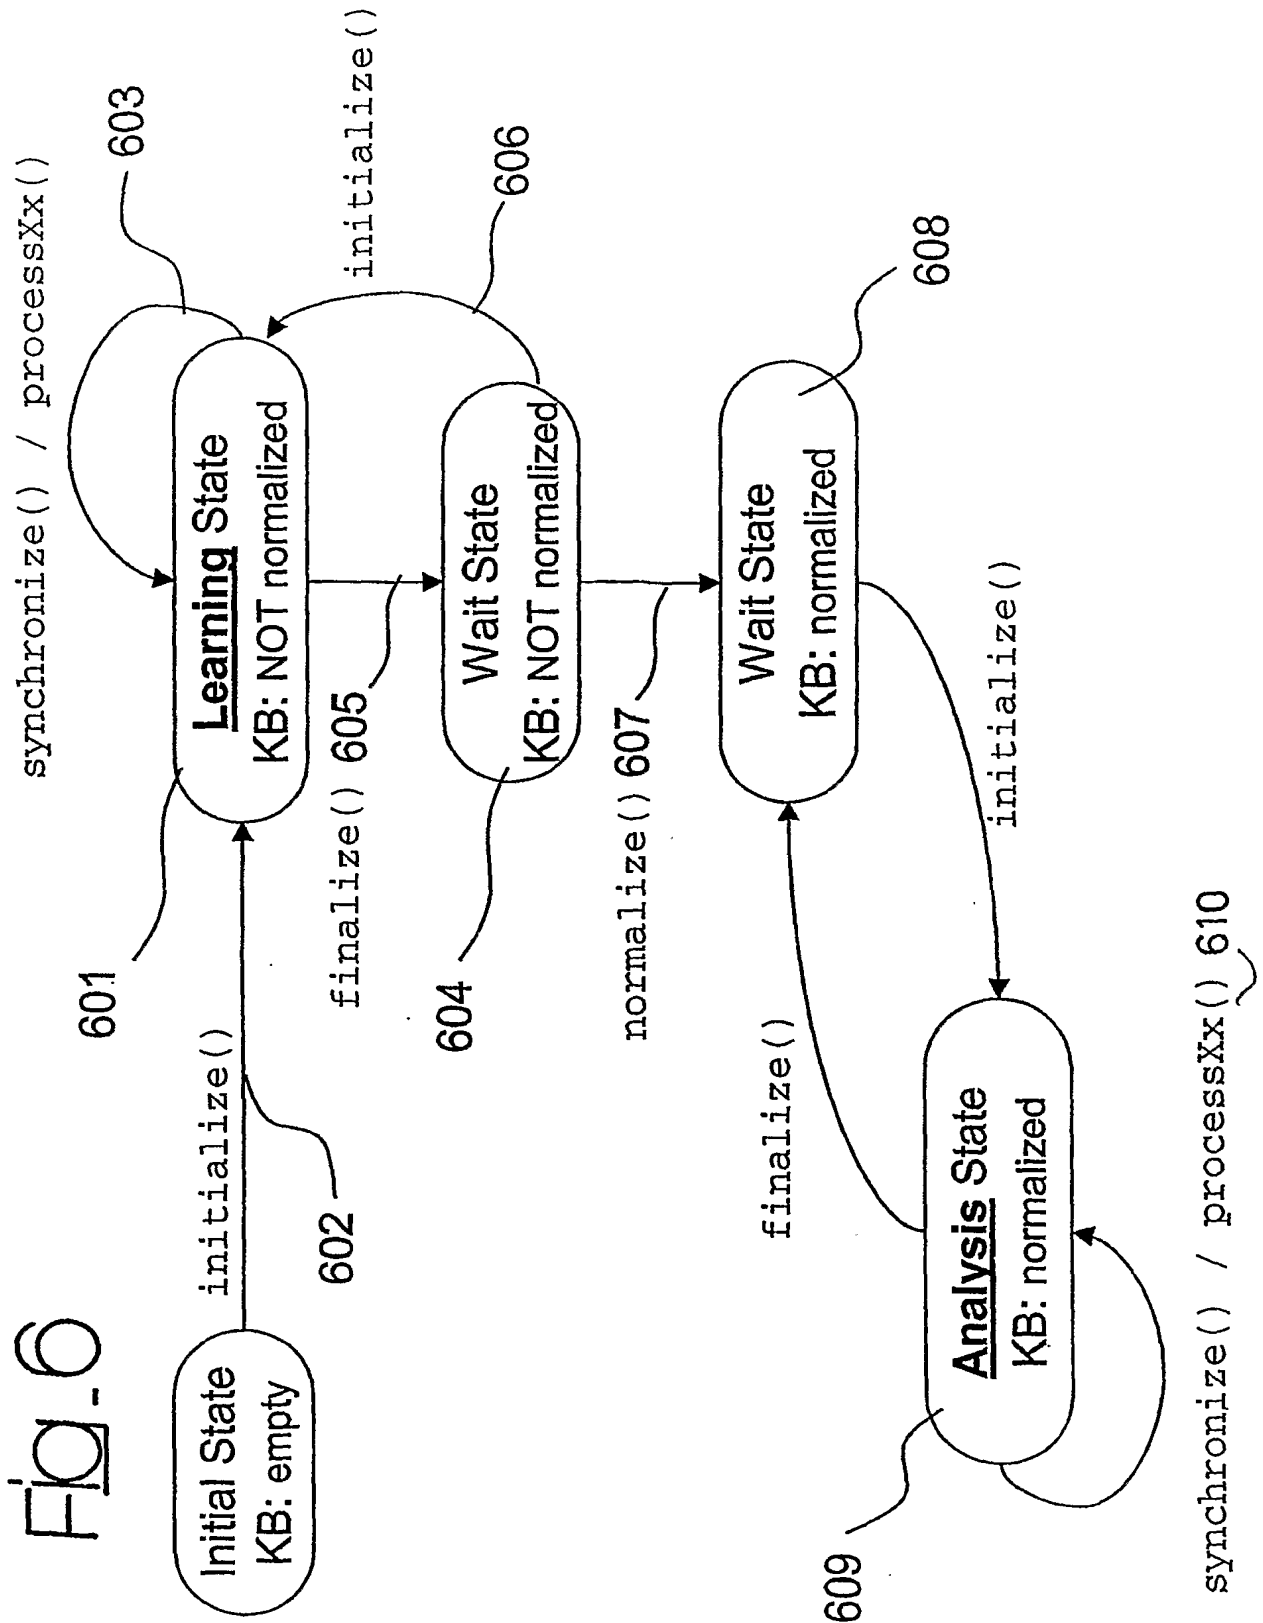 Fig. 6
synchronize() / processXx()
603
601
Initial State
KB: empty
initialize()
602
Learning State
KB: NOT normalized
initialize()
606
finalize() 605
604
Wait State
KB: NOT normalized
normalize() 607
608
Wait State
KB: normalized
finalize()
initialize()
609
Analysis State
KB: normalized
synchronize() / processXx() 610